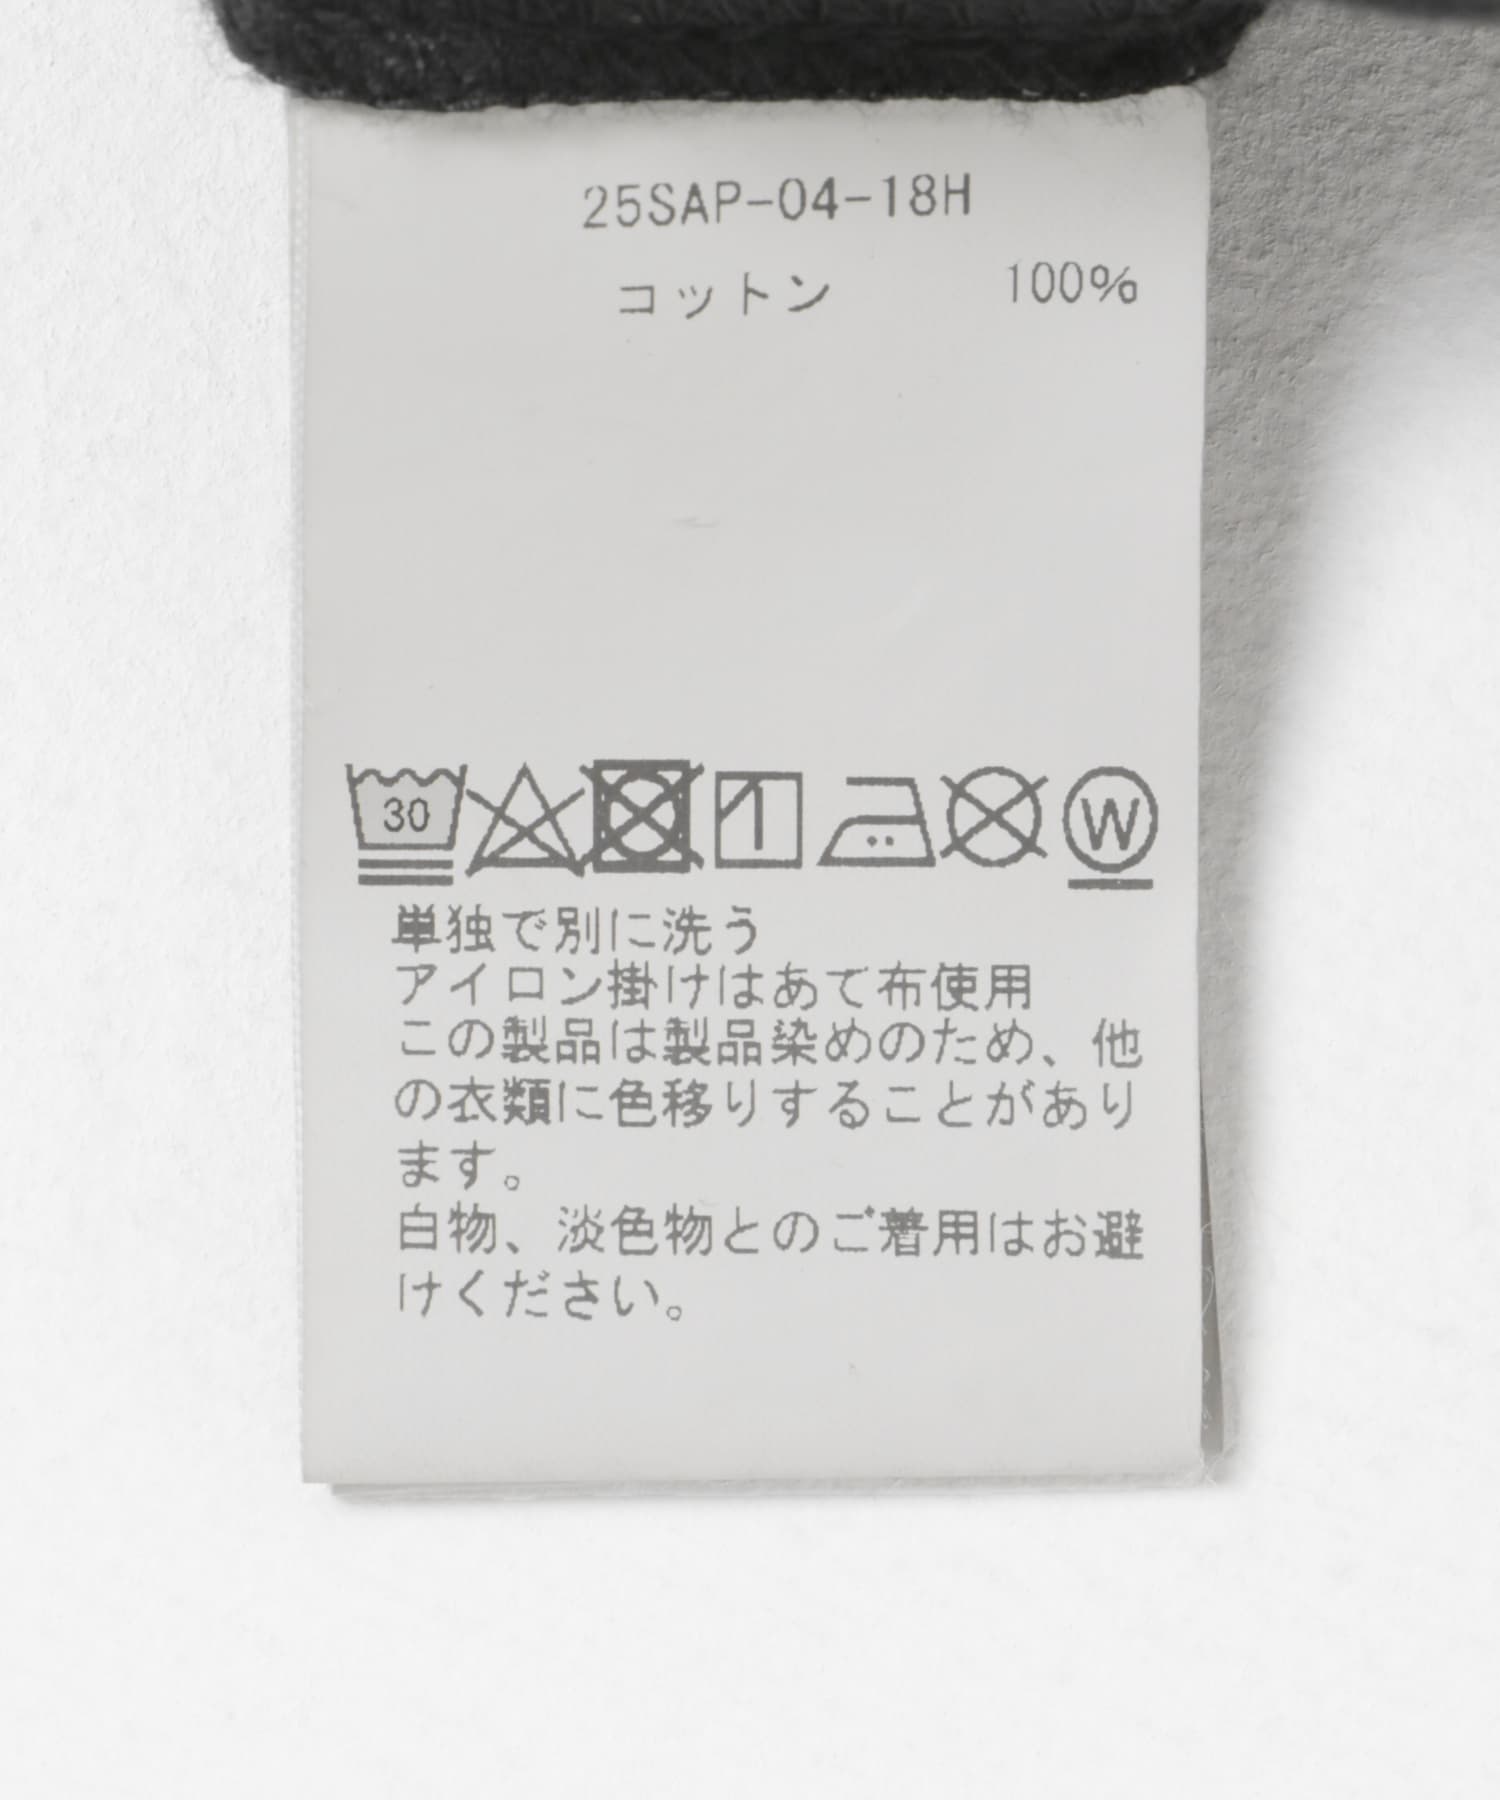 25SAP-04-18H
コットン 100%
30
W
単独で別に洗う
アイロン掛けはあて布使用
この製品は製品染めのため、他
の衣類に色移りすることがあり
ます。
白物、淡色物とのご着用はお避
けください。